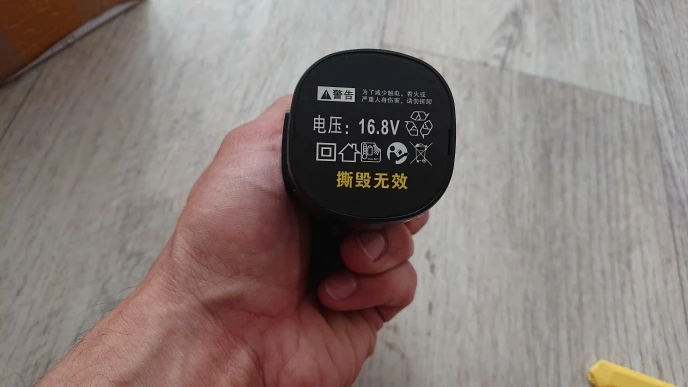 警告
为了减少触电、着火或
严重人身伤害，请勿拆卸
电压：16.8V
撕毁无效